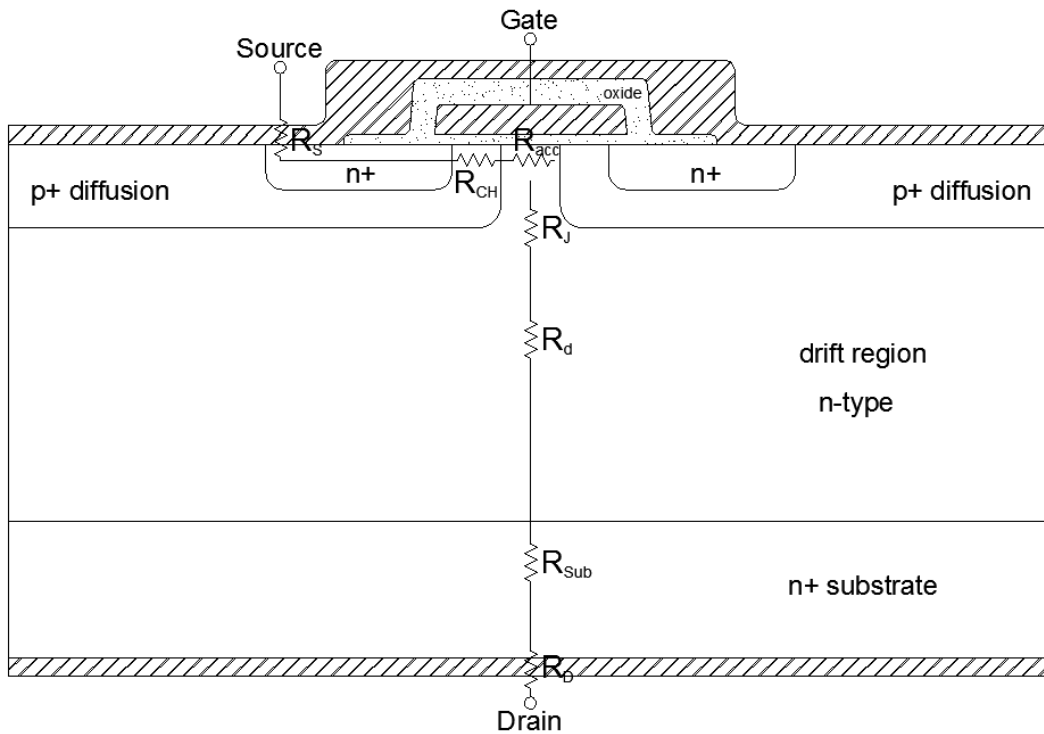 Gate
Source
oxide
R_S
R_acc
n+
R_CH
n+
p+ diffusion
p+ diffusion
R_J
R_d
drift region
n-type
R_Sub
n+ substrate
R_D
Drain